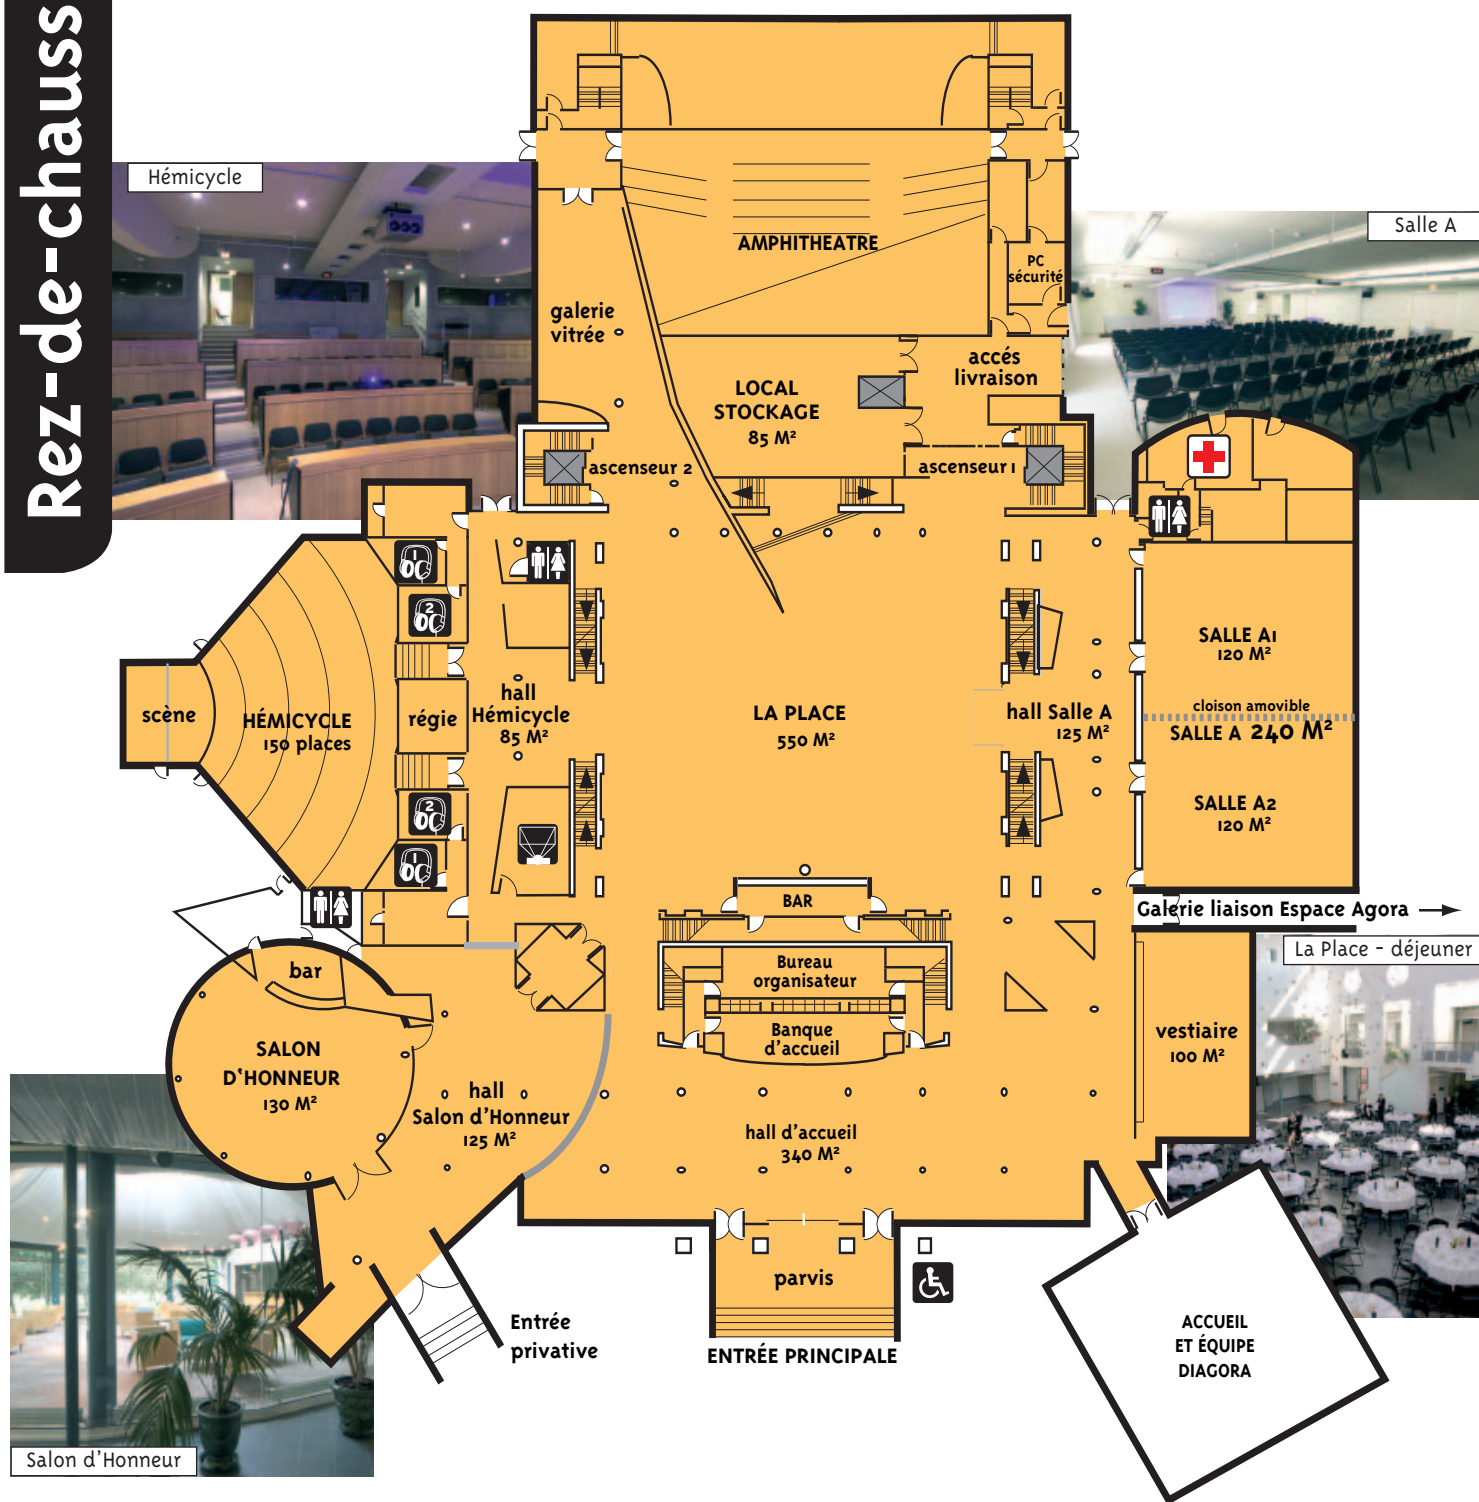 Rez-de-chauss
Hémicycle
Salle A
AMPHITHEATRE
PC
sécurité
galerie
vitrée
accés
livraison
LOCAL
STOCKAGE
85 M²
ascenseur 2
ascenseur 1
1
2
SALLE A1
120 M²
cloison amovible
SALLE A 240 M²
SALLE A2
120 M²
scène
HÉMICYCLE
150 places
régie
hall
Hémicycle
85 M²
LA PLACE
550 M²
hall Salle A
125 M²
2
1
BAR
Galerie liaison Espace Agora
La Place - déjeuner
bar
Bureau
organisateur
Banque
d'accueil
vestiaire
100 M²
SALON
D'HONNEUR
130 M²
hall
Salon d'Honneur
125 M²
hall d'accueil
340 M²
parvis
Entrée
privative
ENTRÉE PRINCIPALE
ACCUEIL
ET ÉQUIPE
DIAGORA
Salon d'Honneur